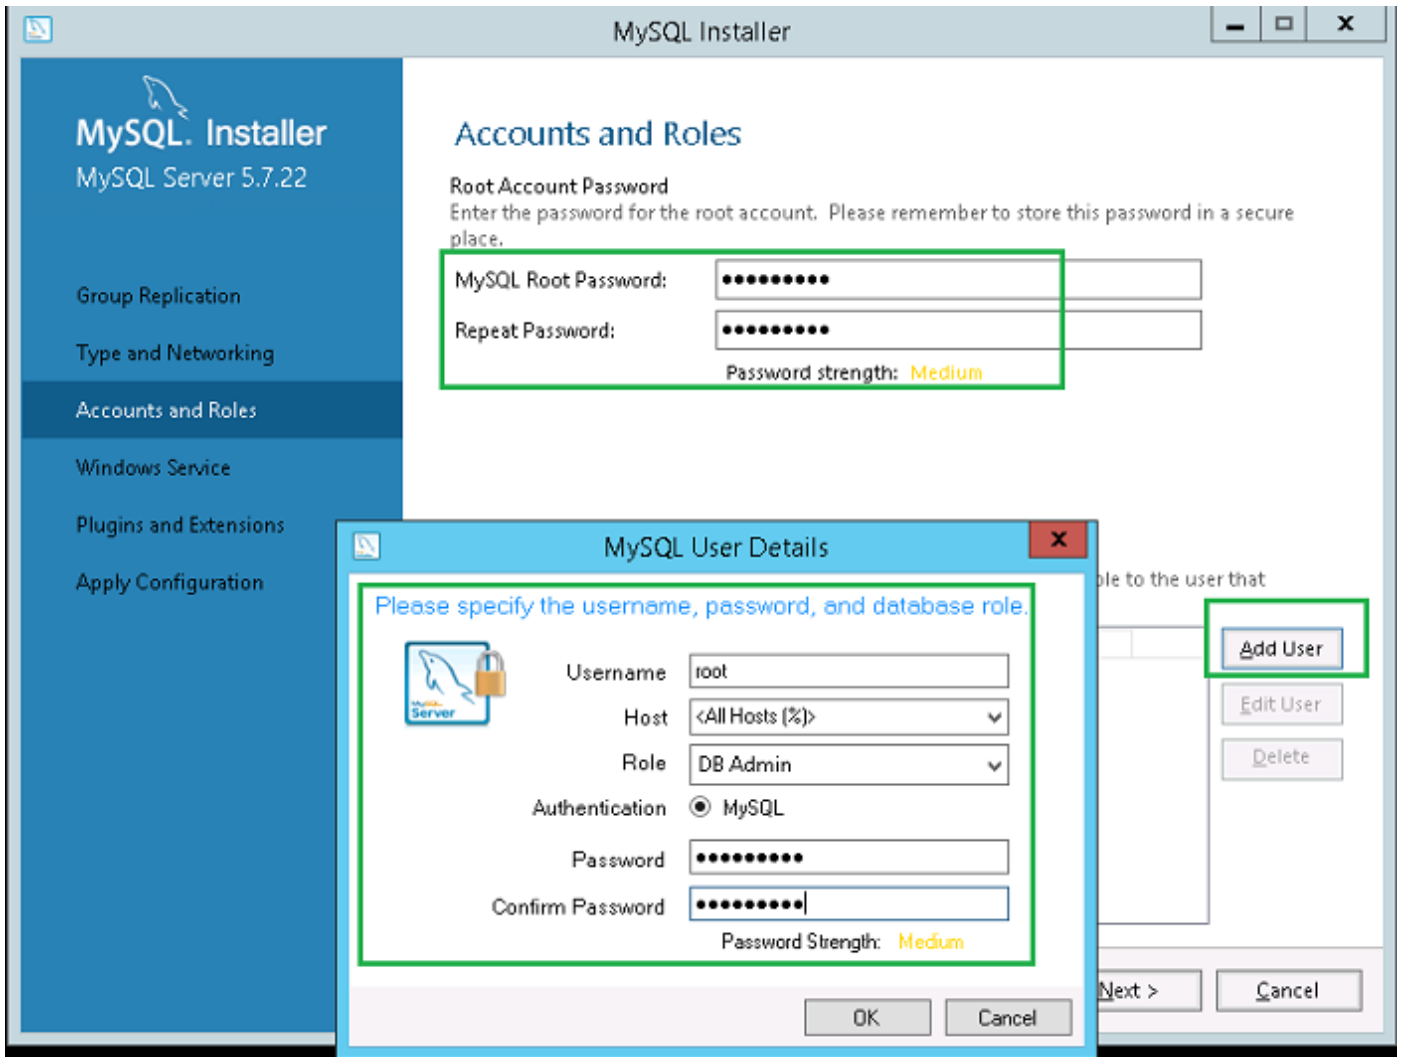 MySQL Installer
MySQL. Installer
MySQL Server 5.7.22
Group Replication
Type and Networking
Accounts and Roles
Windows Service
Plugins and Extensions
Apply Configuration
Accounts and Roles
Root Account Password
Enter the password for the root account. Please remember to store this password in a secure
place.
MySQL Root Password: •••••••••
Repeat Password: •••••••••
Password strength: Medium
to the user that
Add User
Edit User
Delete
MySQL User Details
Please specify the username, password, and database role.
MySQL
Server
Username root
Host <All Hosts (%)>
Role DB Admin
Authentication MySQL
Password •••••••••
Confirm Password •••••••••
Password Strength: Medium
OK Cancel
Next > Cancel